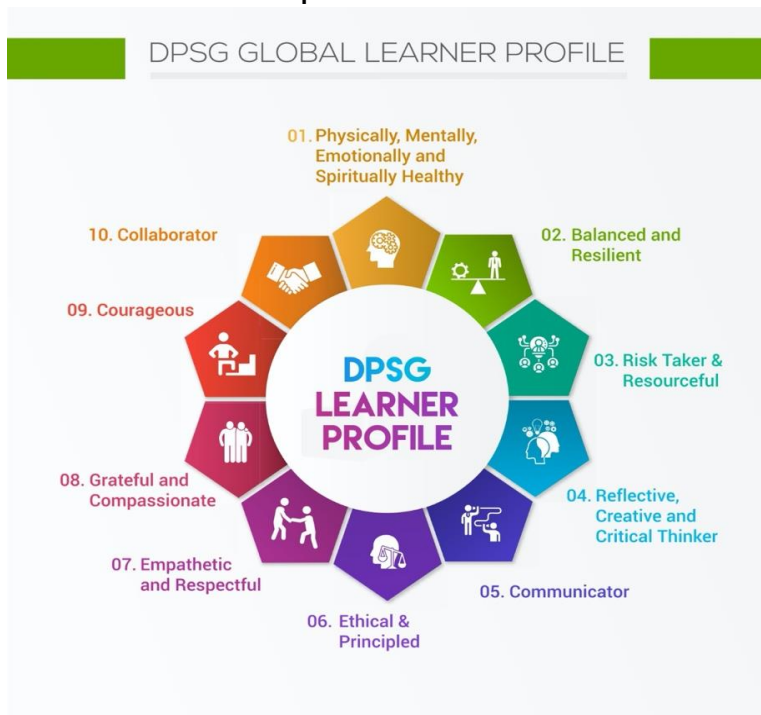 DPSG GLOBAL LEARNER PROFILE
01. Physically, Mentally,
Emotionally and
Spiritually Healthy
02. Balanced and
Resilient
03. Risk Taker &
Resourceful
04. Reflective,
Creative and
Critical Thinker
05. Communicator
06. Ethical &
Principled
07. Empathetic
and Respectful
08. Grateful and
Compassionate
09. Courageous
10. Collaborator
DPSG
LEARNER
PROFILE